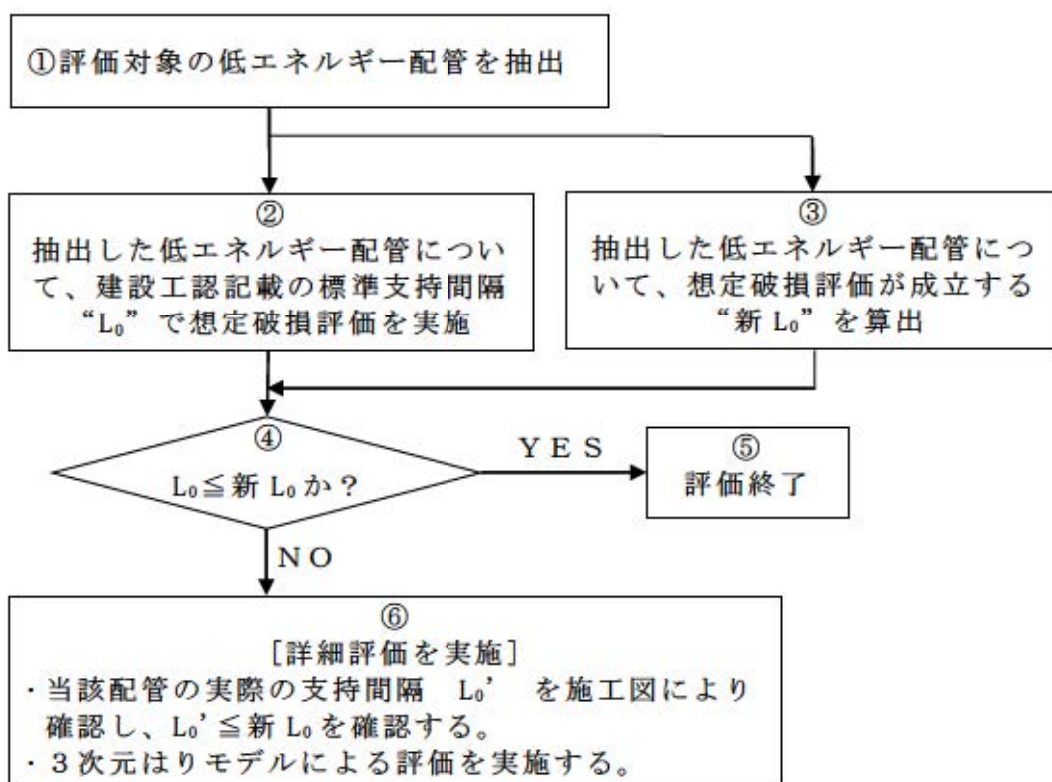 ①評価対象の低エネルギー配管を抽出
②
抽出した低エネルギー配管につい
て、建設工認記載の標準支持間隔
“L₀”で想定破損評価を実施
③
抽出した低エネルギー配管につ
いて、想定破損評価が成立する
“新L₀”を算出
④
L₀≦新L₀か？
YES
⑤
評価終了
NO
⑥
［詳細評価を実施］
・当該配管の実際の支持間隔　L₀’　を施工図により
確認し、L₀’≦新L₀を確認する。
・３次元はりモデルによる評価を実施する。